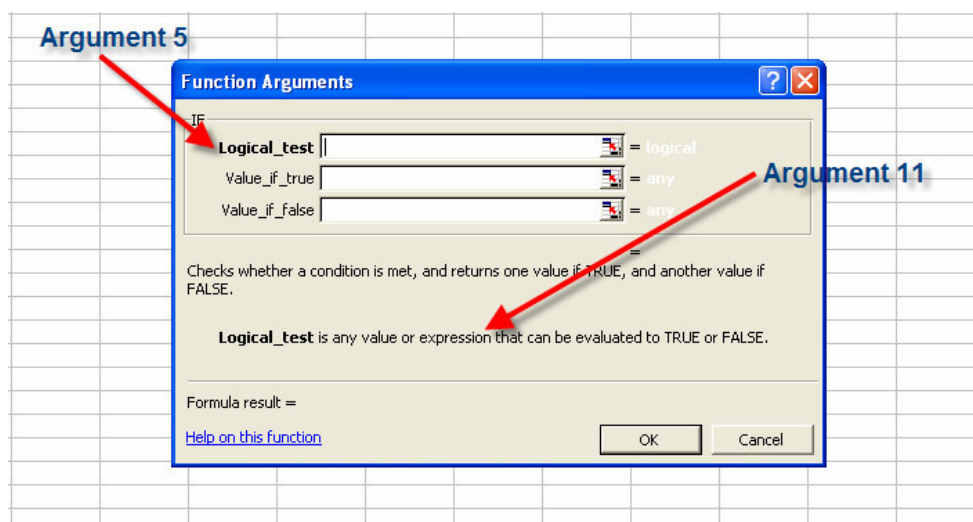 Argument 5
Function Arguments
IF
Logical_test = logical
Value_if_true = any
Argument 11
Value_if_false = any
=
Checks whether a condition is met, and returns one value if TRUE, and another value if
FALSE.
Logical_test is any value or expression that can be evaluated to TRUE or FALSE.
Formula result =
Help on this function
OK
Cancel